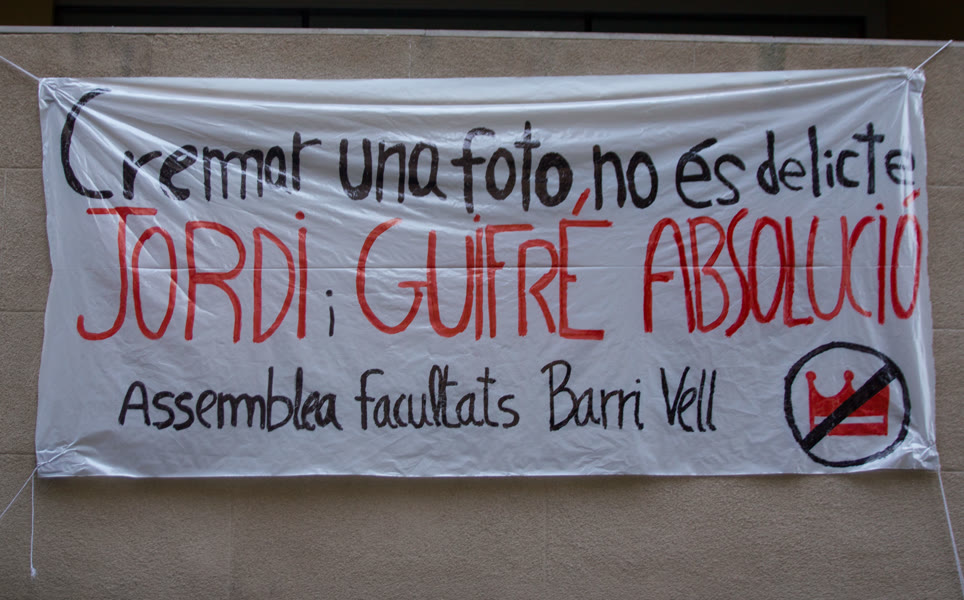 Cremar una foto no és delicte
JORDI i GUIFRÉ ABSOLUCIÓ
Assemblea facultats Barri Vell